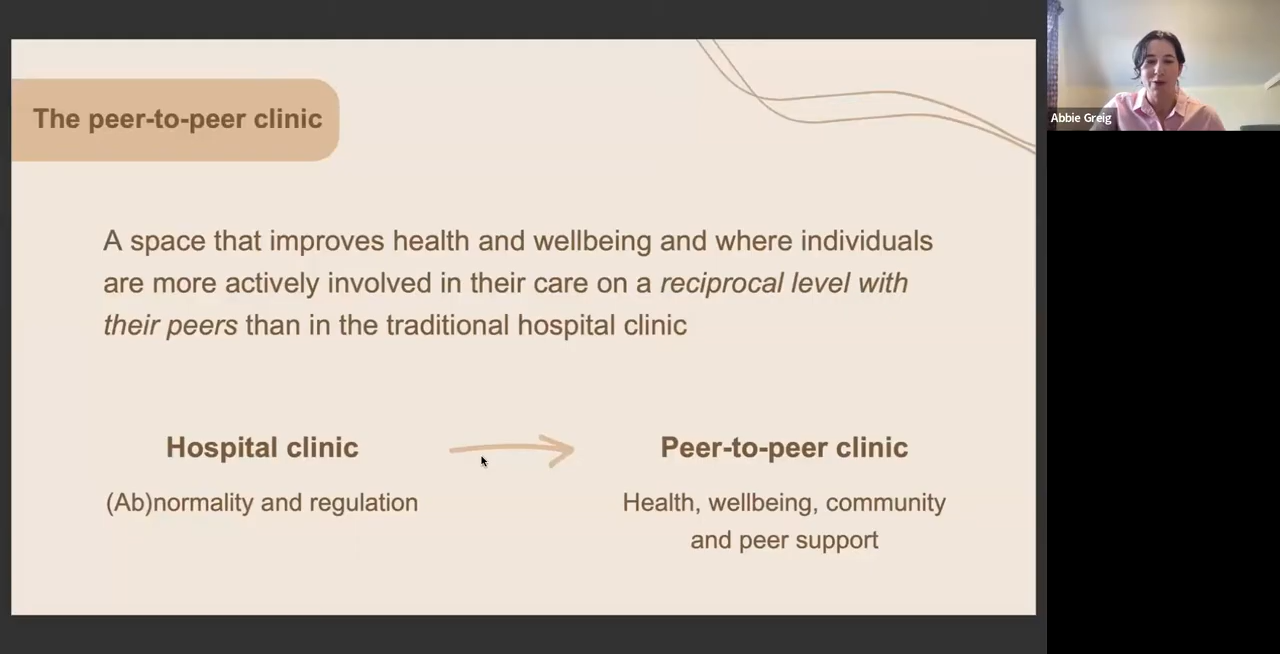 The peer-to-peer clinic
A space that improves health and wellbeing and where individuals
are more actively involved in their care on a reciprocal level with
their peers than in the traditional hospital clinic
Hospital clinic
Peer-to-peer clinic
(Ab)normality and regulation
Health, wellbeing, community
and peer support
Abbie Greig